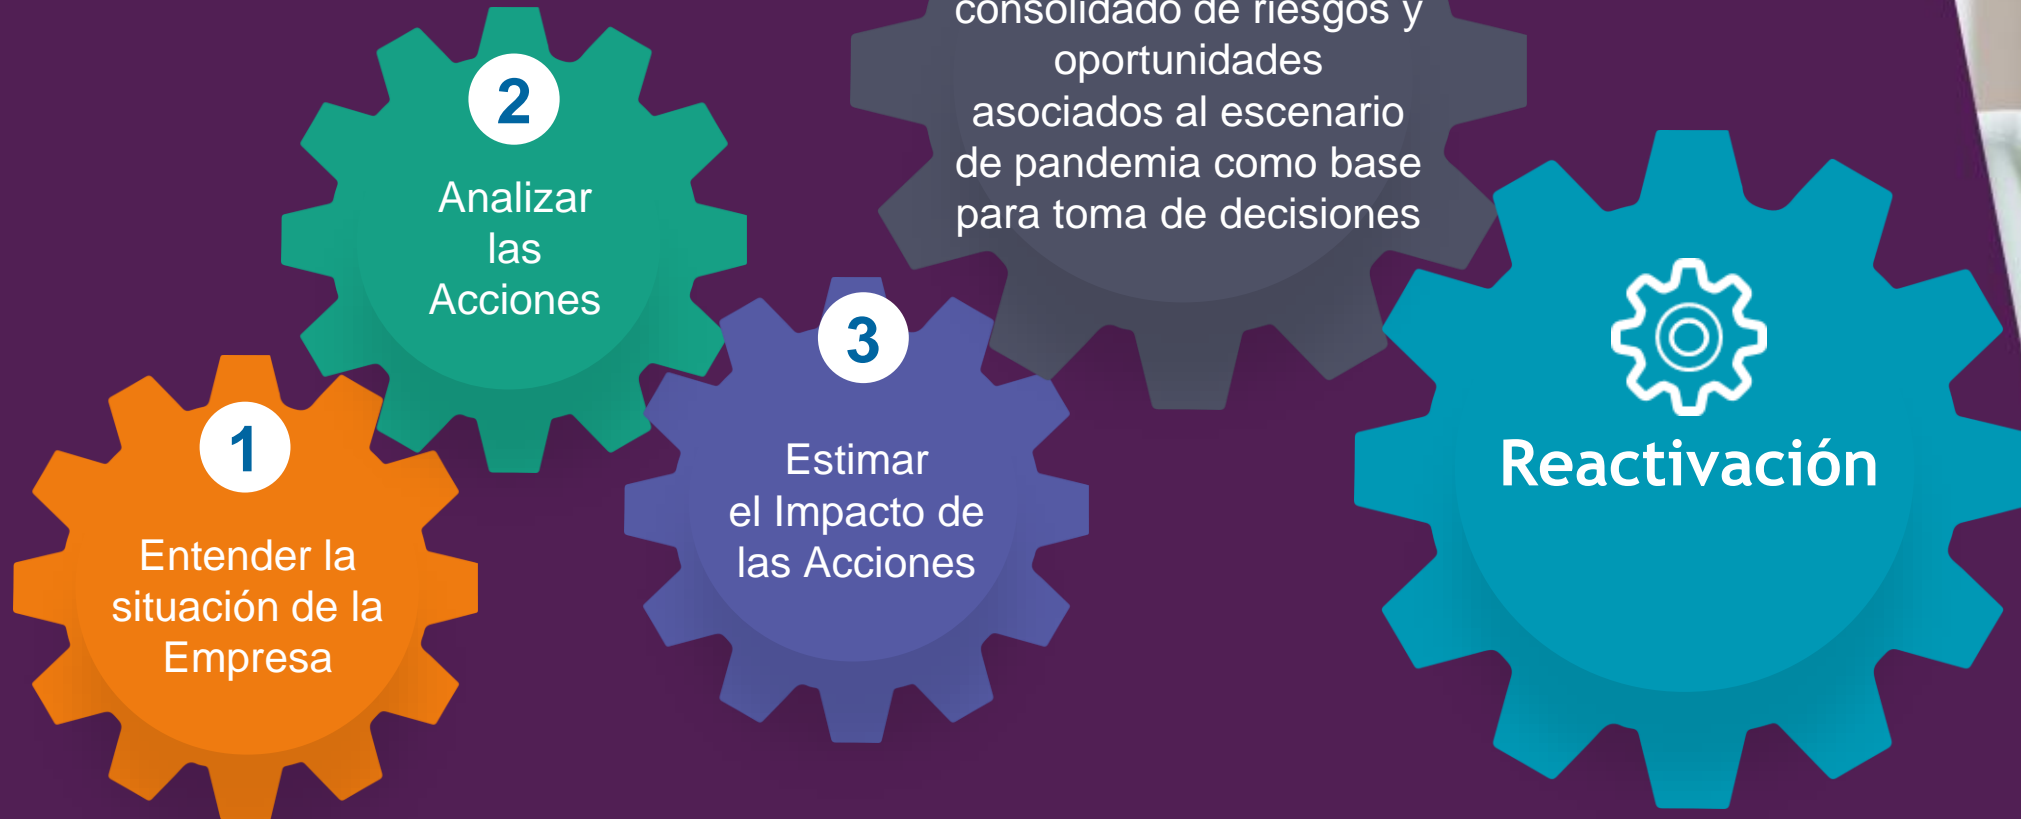 1
Entender la
situación de la
Empresa
2
Analizar
las
Acciones
3
Estimar
el Impacto de
las Acciones
consolidado de riesgos y
oportunidades
asociados al escenario
de pandemia como base
para toma de decisiones
Reactivación